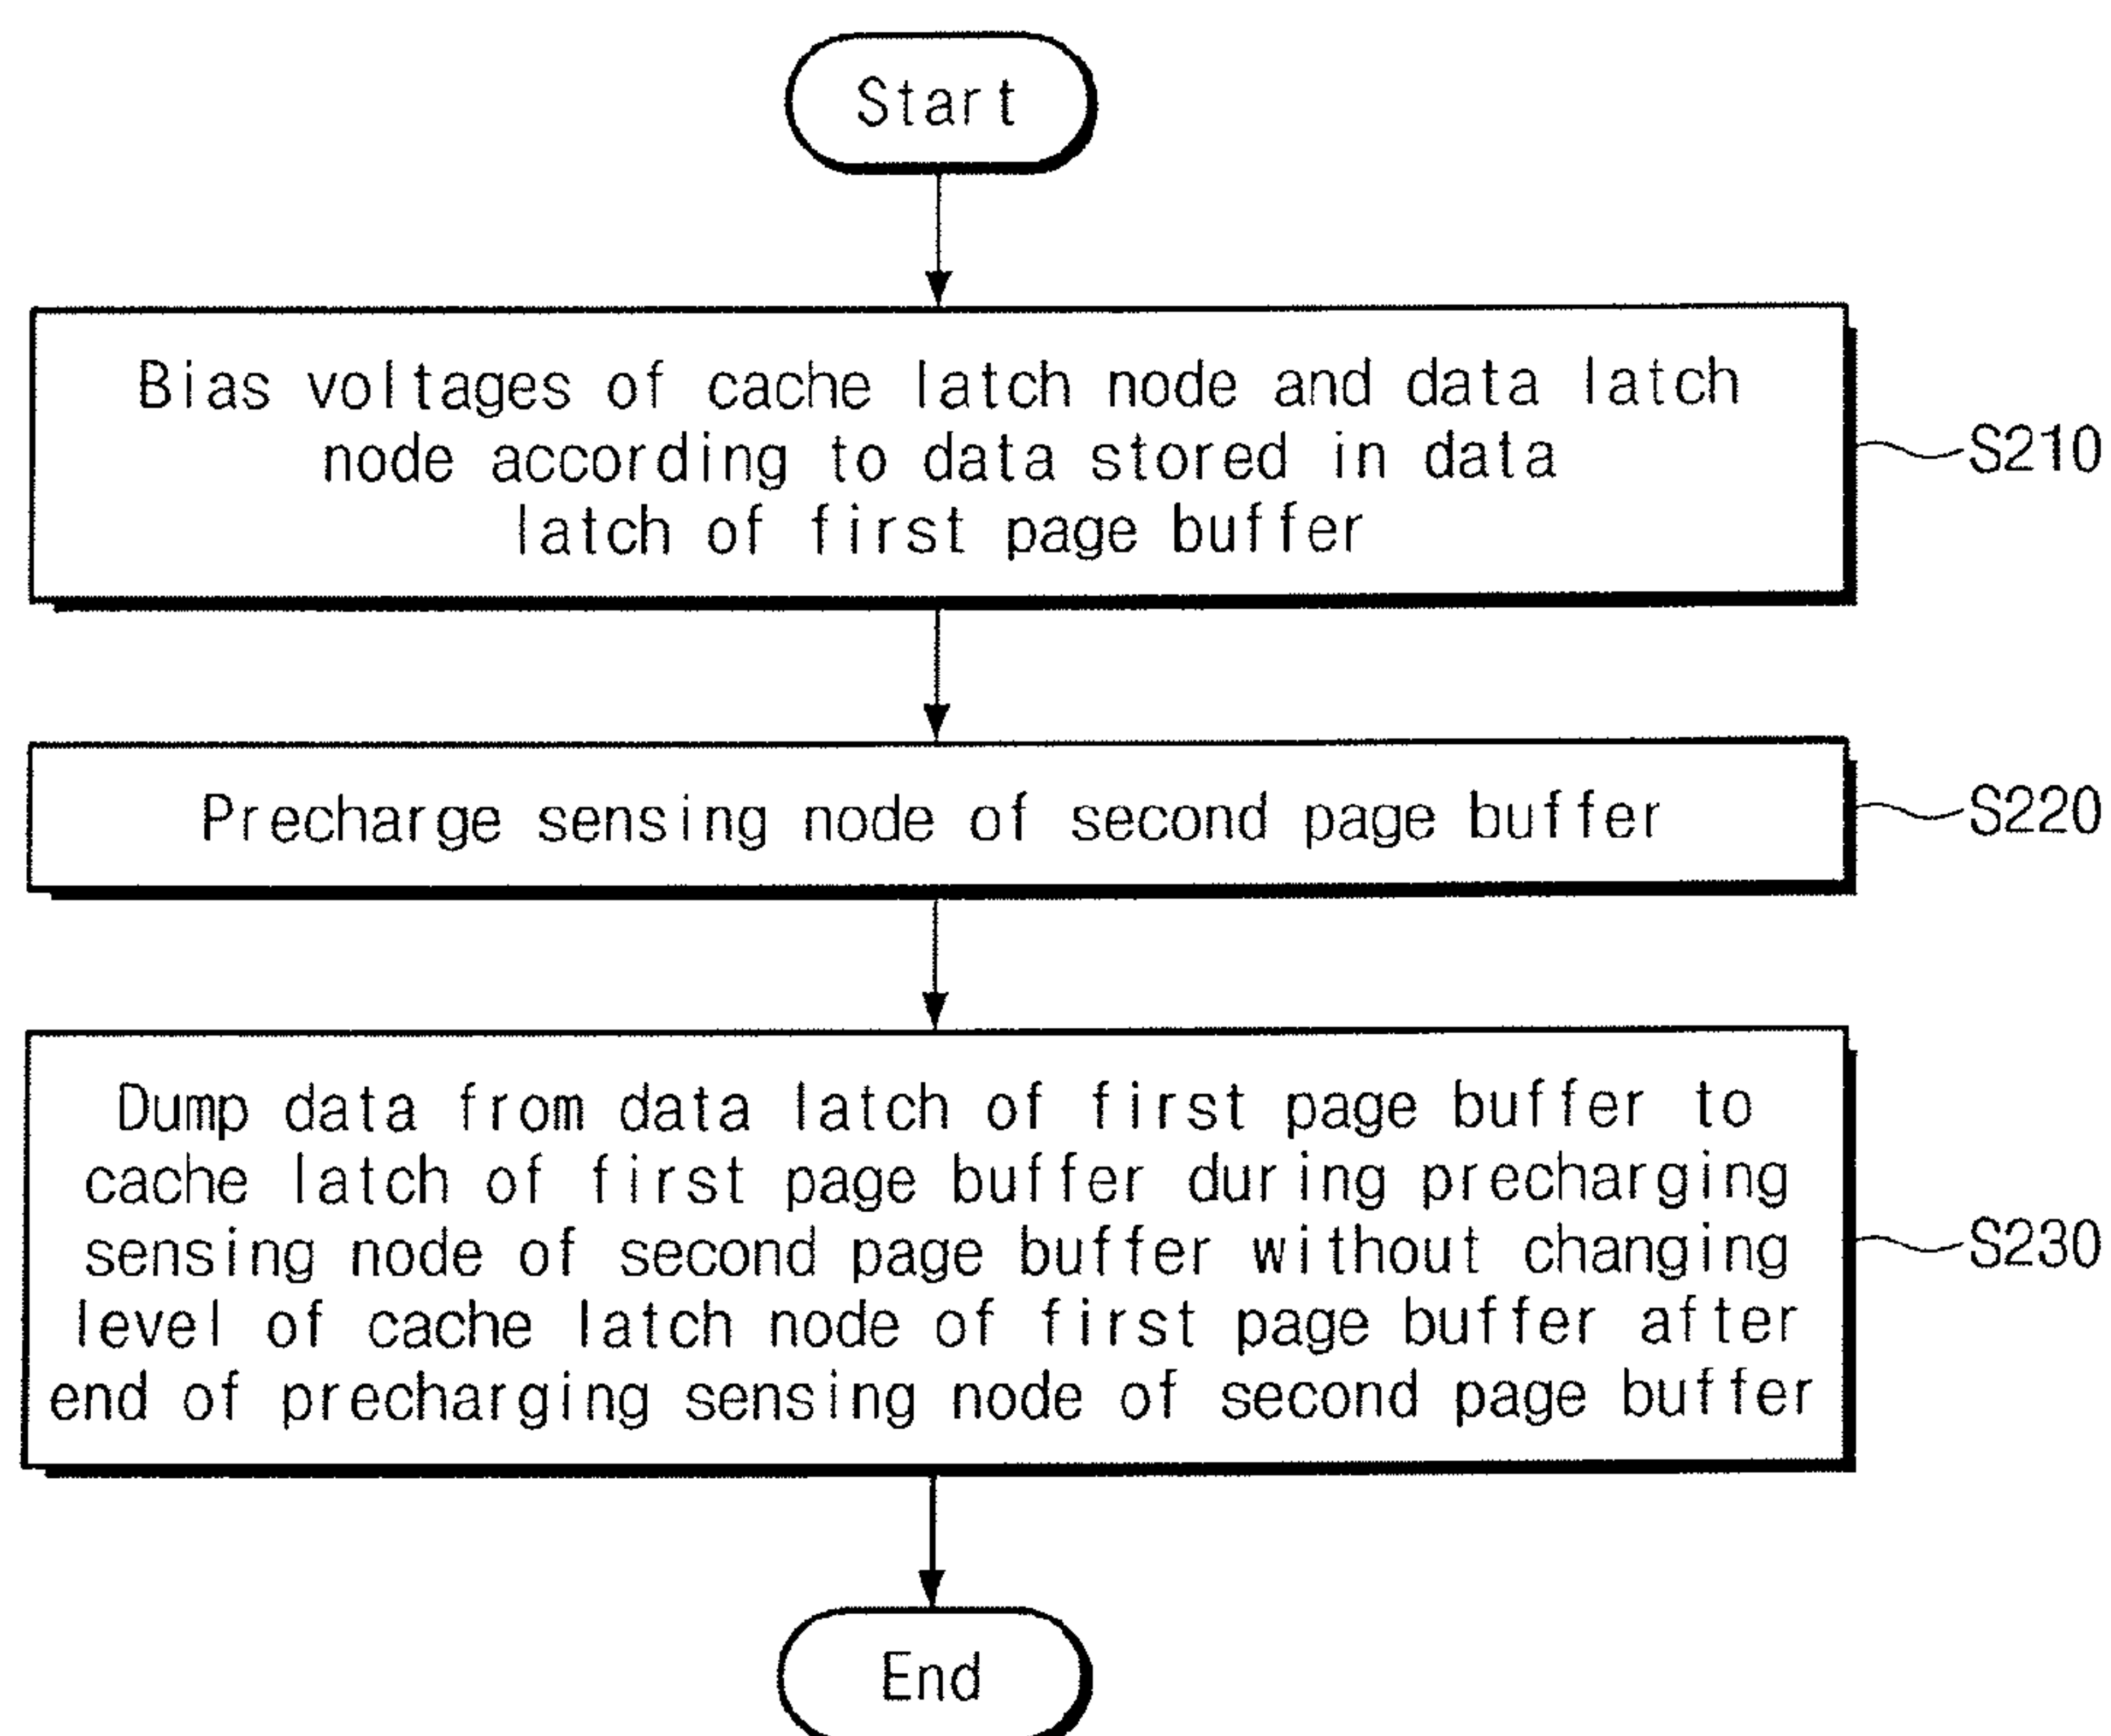 Start
Bias voltages of cache latch node and data latch
node according to data stored in data
latch of first page buffer
S210
Precharge sensing node of second page buffer
S220
Dump data from data latch of first page buffer to
cache latch of first page buffer during precharging
sensing node of second page buffer without changing
level of cache latch node of first page buffer after
end of precharging sensing node of second page buffer
S230
End